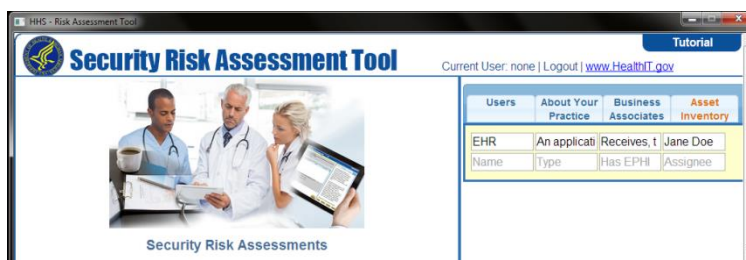 HHS - Risk Assessment Tool
Tutorial
Security Risk Assessment Tool
Current User: none | Logout | www.HealthIT.gov
Users
About Your Practice
Business Associates
Asset Inventory
EHR An applicati Receives, t Jane Doe
Name Type Has EPHI Assignee
Security Risk Assessments